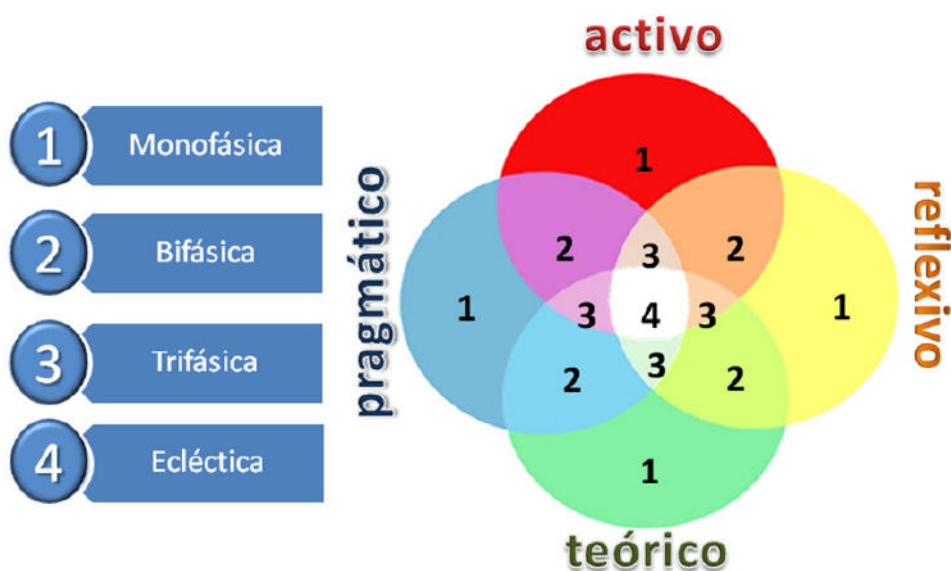 activo
1 Monofásica
2 Bifásica
3 Trifásica
4 Ecléctica
pragmático
reflexivo
1
2 3 2
1 3 4 3 1
2 3 2
1
teórico